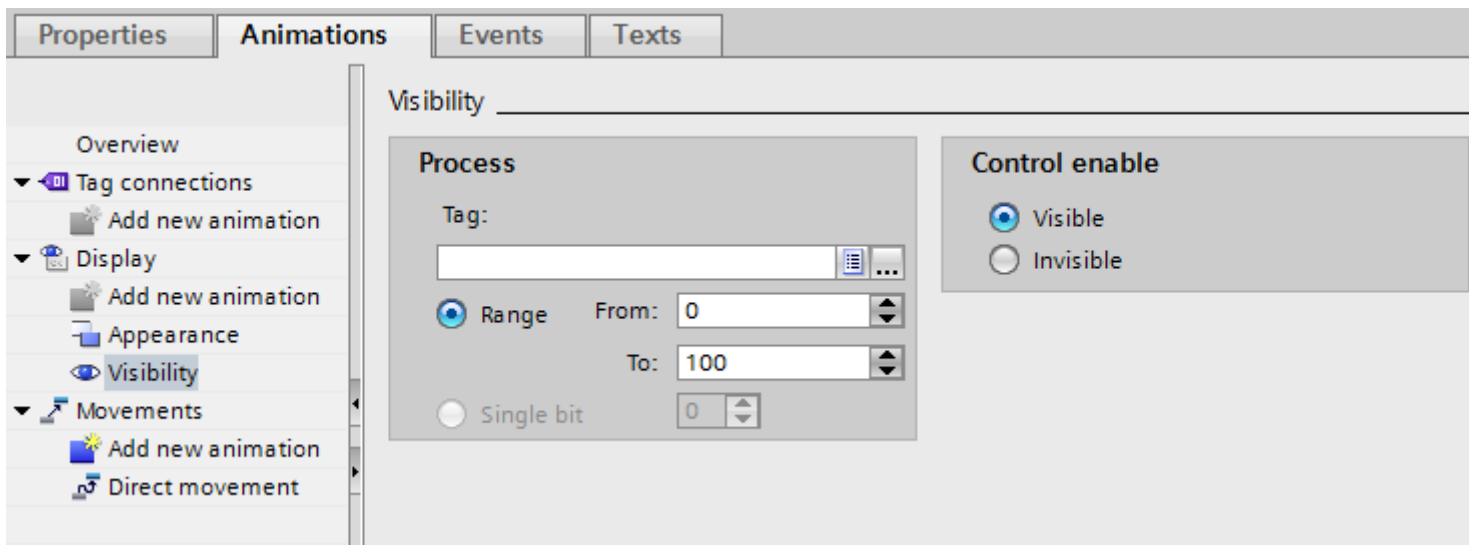 Properties Animations Events Texts
Overview
Tag connections
Add new animation
Display
Add new animation
Appearance
Visibility
Movements
Add new animation
Direct movement
Visibility
Process
Tag:
...
Range From: 0
To: 100
Single bit 0
Control enable
Visible
Invisible